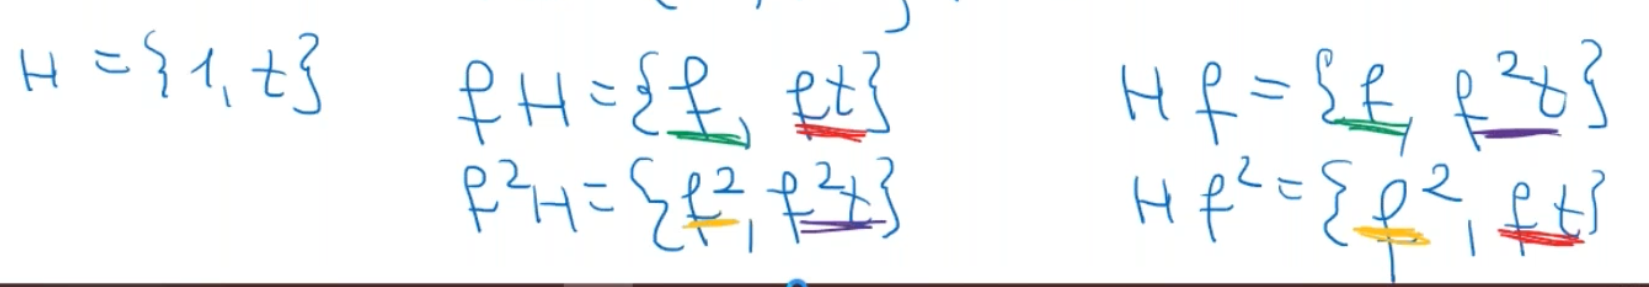 H = {1, t} fH = {f, ft} Hf = {f, f²t}
f²H = {f², f²t} Hf² = {f², ft}